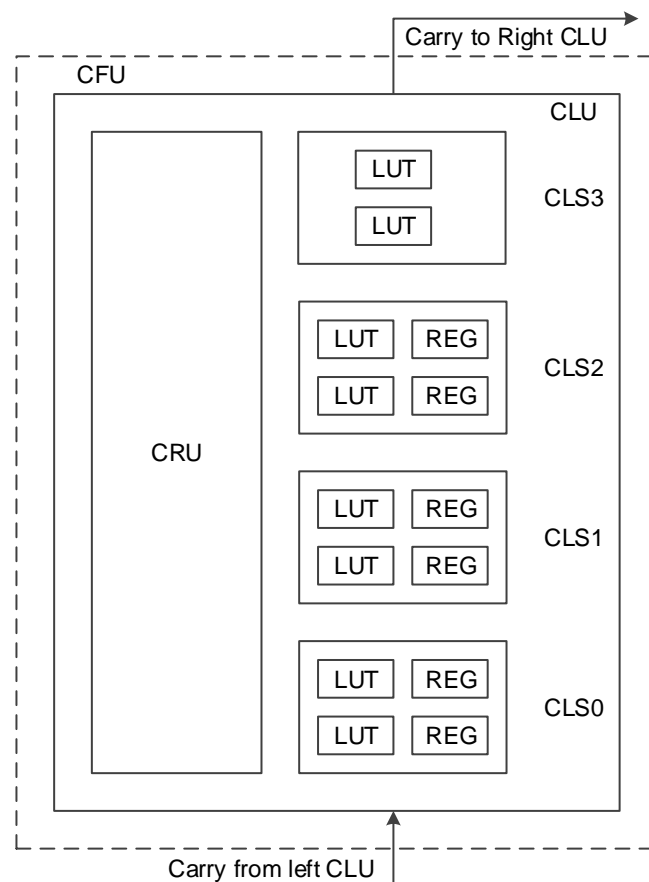 Carry to Right CLU
CFU
CLU
LUT
LUT
CLS3
LUT REG
LUT REG
CLS2
CRU
LUT REG
LUT REG
CLS1
LUT REG
LUT REG
CLS0
Carry from left CLU